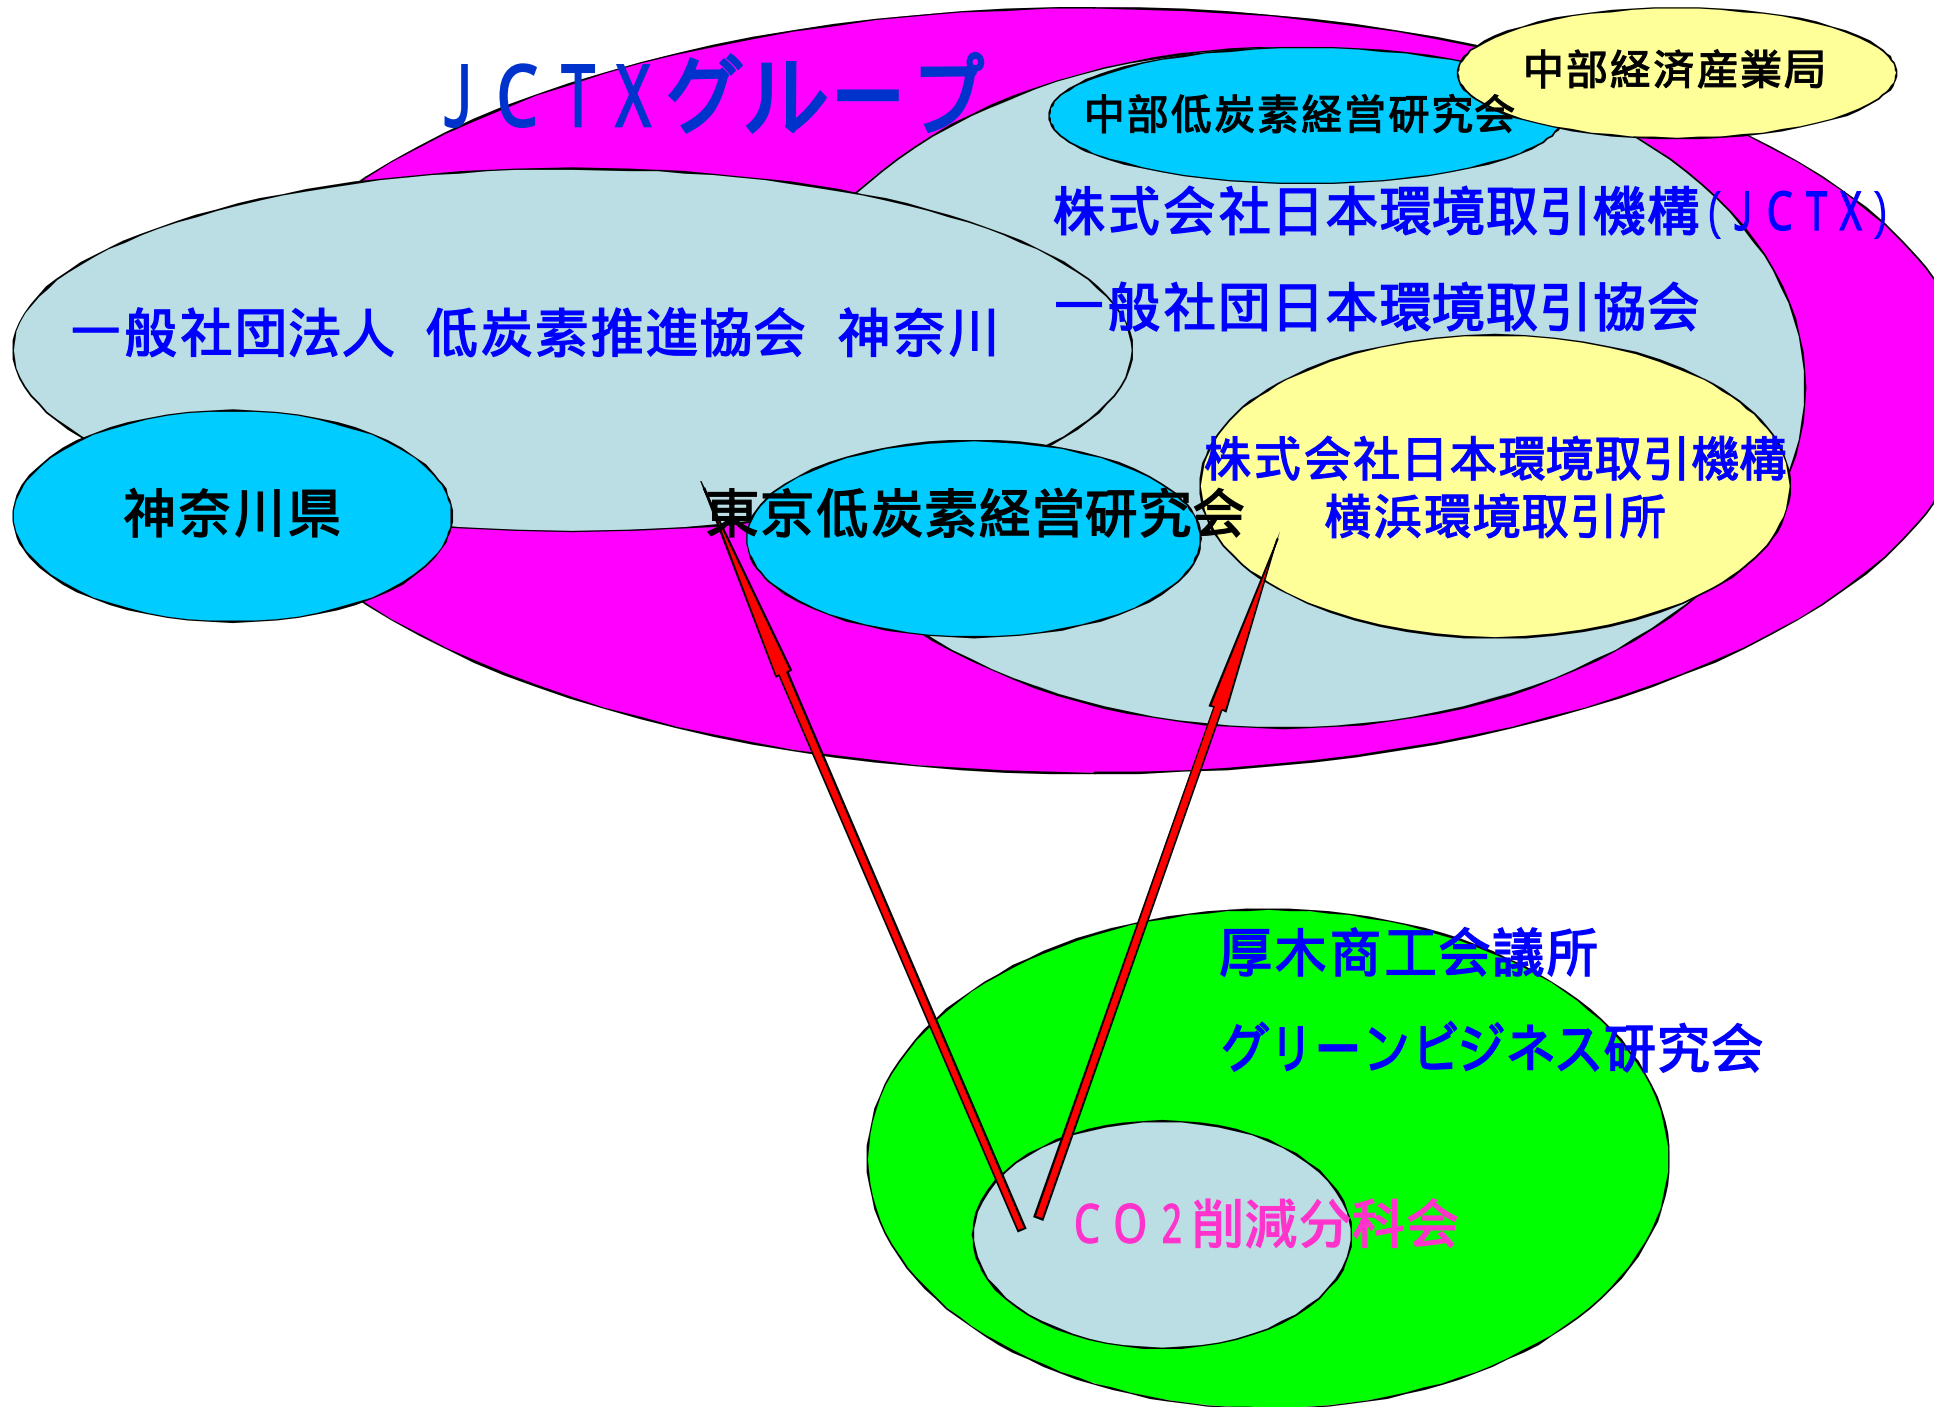 JCTXグループ
中部経済産業局
中部低炭素経営研究会
株式会社日本環境取引機構(JCTX)
一般社団日本環境取引協会
一般社団法人 低炭素推進協会 神奈川
株式会社日本環境取引機構
横浜環境取引所
神奈川県
東京低炭素経営研究会
厚木商工会議所
グリーンビジネス研究会
CO2削減分科会